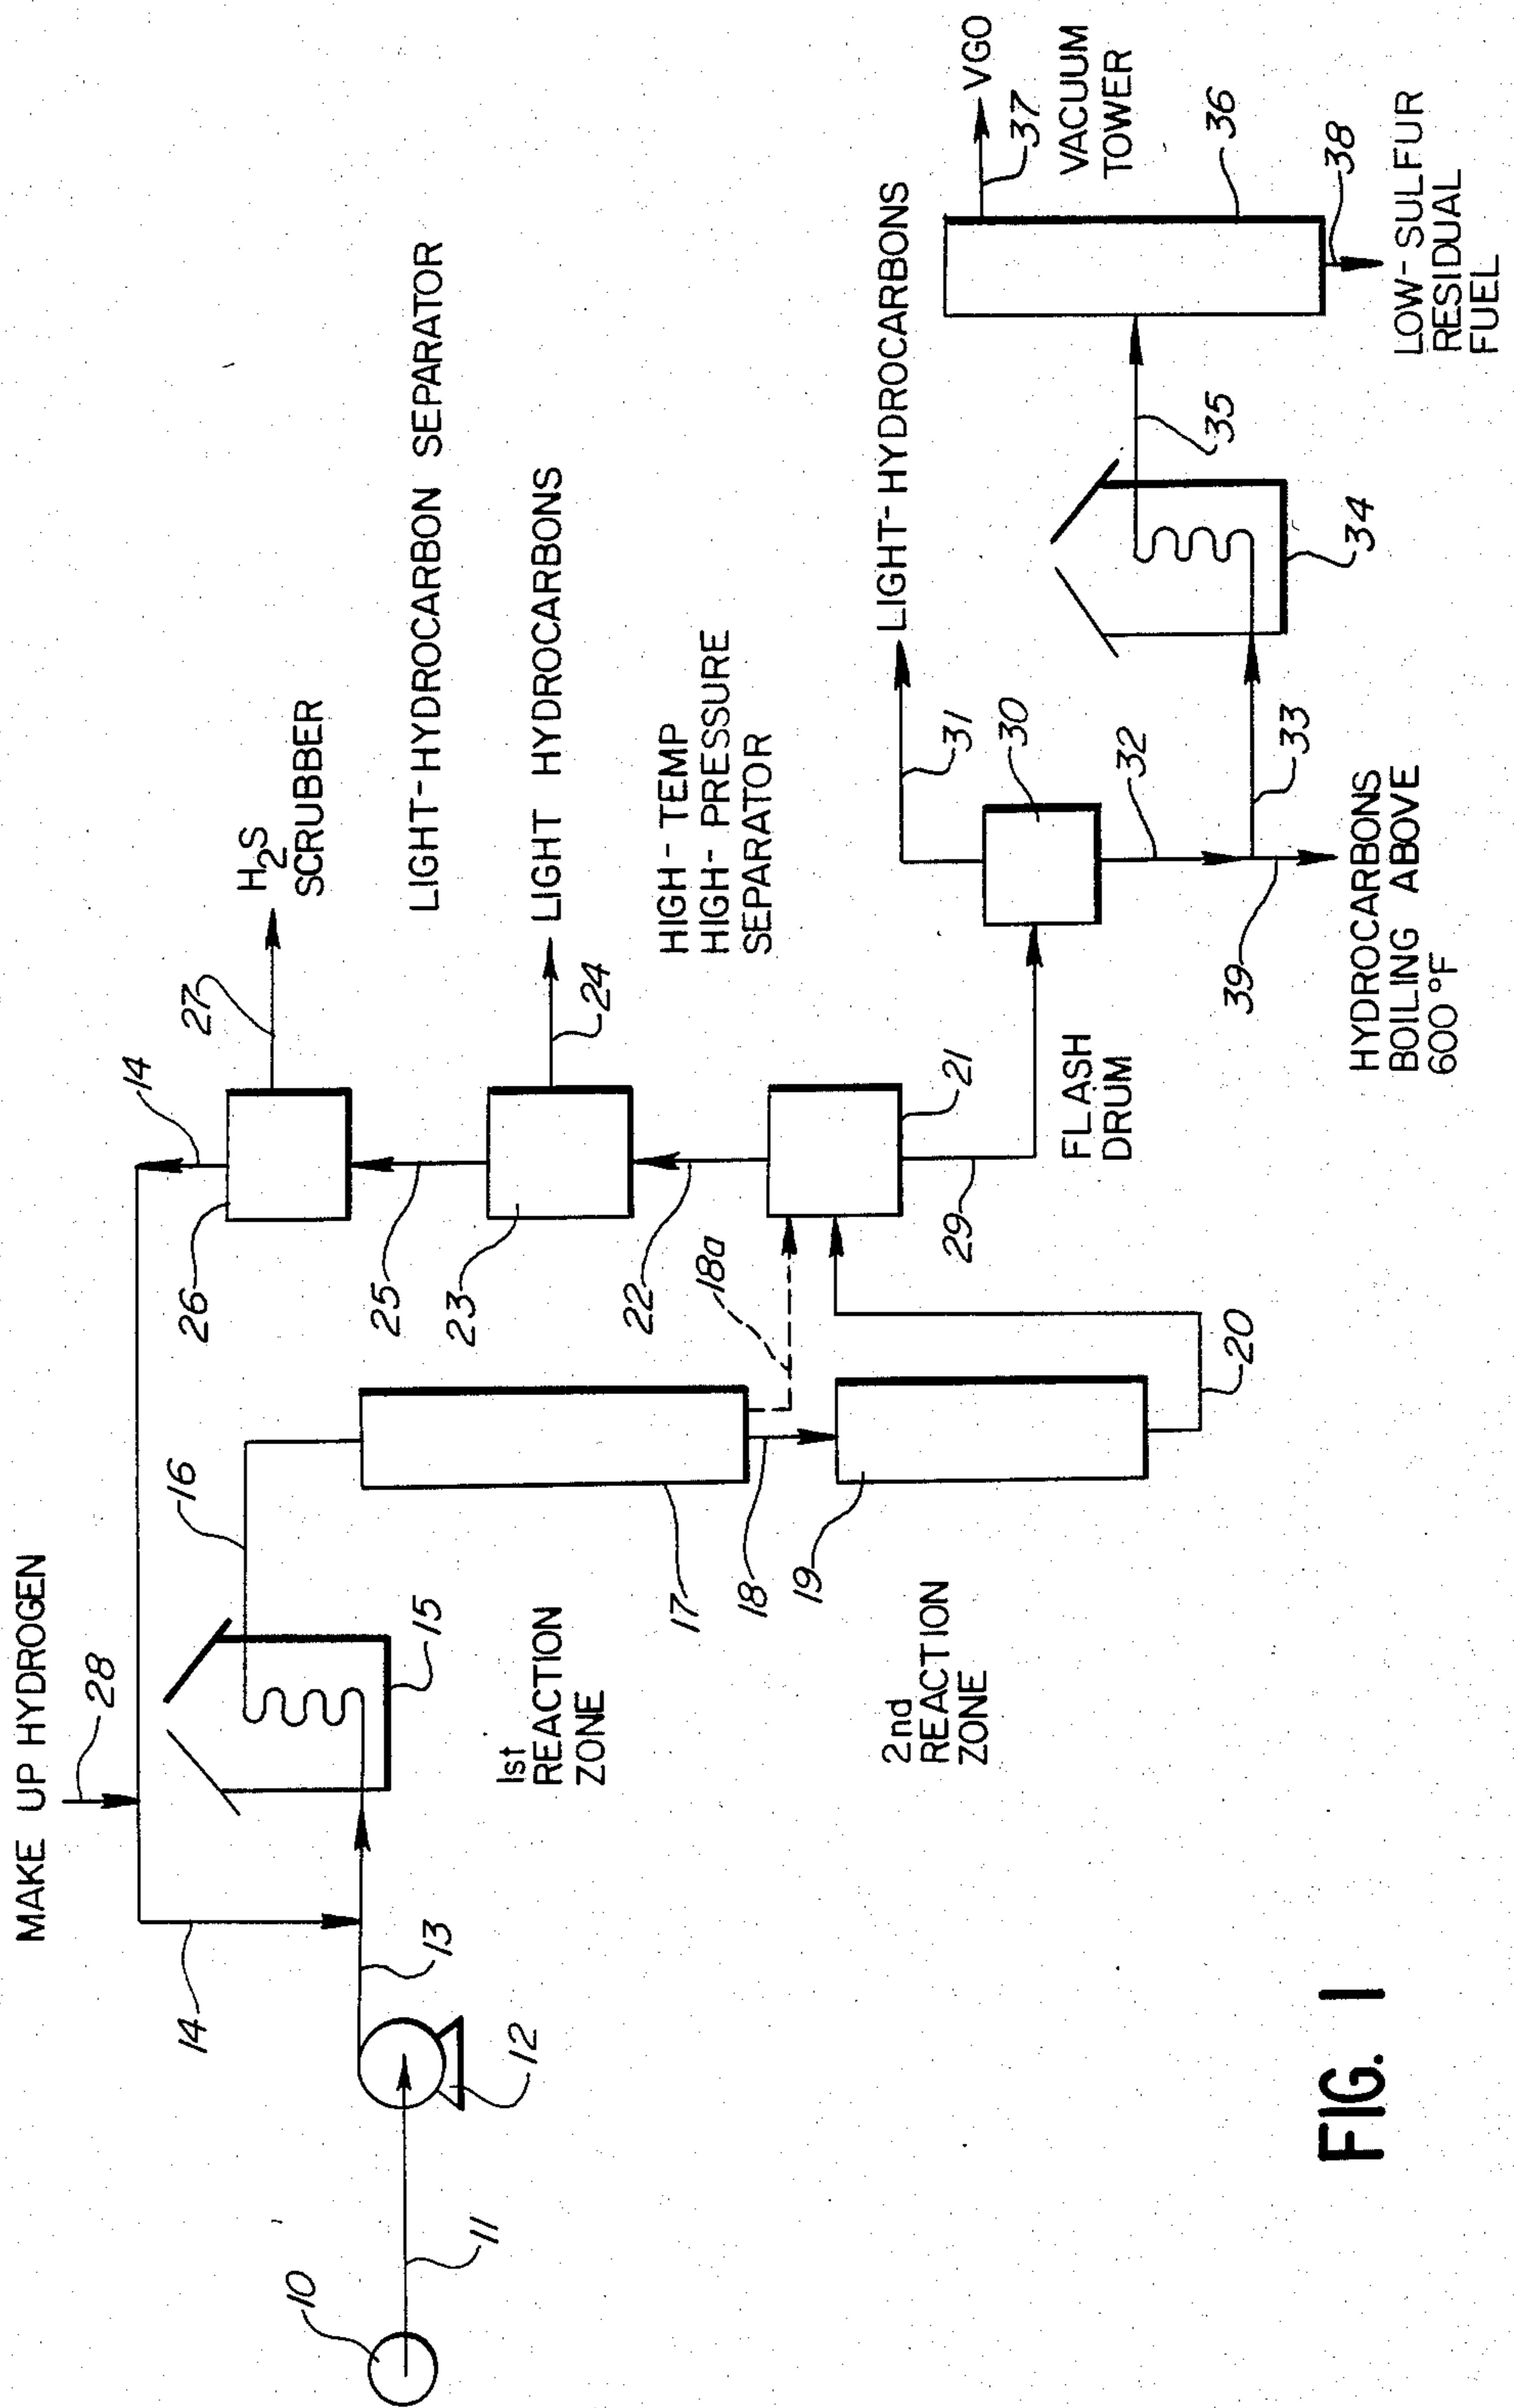 MAKE UP HYDROGEN
28
14
14
27
H2S
SCRUBBER
26
16
15
25
LIGHT-HYDROCARBON SEPARATOR
23
24
LIGHT HYDROCARBONS
10
11
12
13
1st
REACTION
ZONE
17
18
18a
22
HIGH-TEMP
HIGH-PRESSURE
SEPARATOR
21
19
2nd
REACTION
ZONE
20
29
FLASH
DRUM
31
LIGHT-HYDROCARBONS
30
32
33
39
HYDROCARBONS
BOILING ABOVE
600 °F
34
35
37
VGO
VACUUM
TOWER
36
38
LOW-SULFUR
RESIDUAL
FUEL
FIG. 1